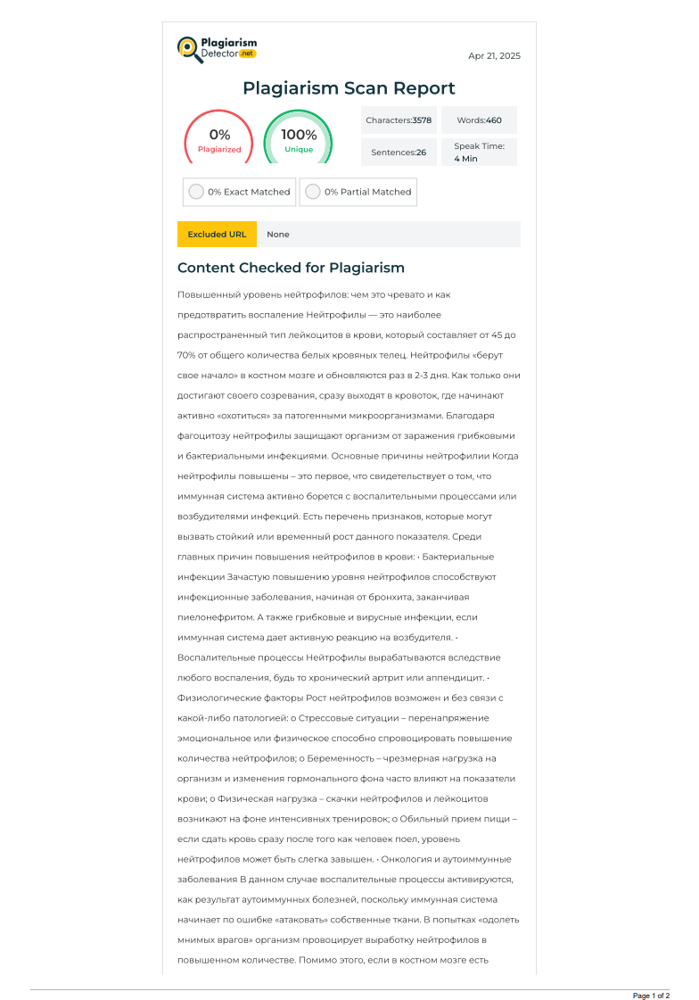 Plagiarism
Detector.net
Apr 21, 2025
Plagiarism Scan Report
0%
Plagiarized
100%
Unique
Characters:3578
Words:460
Sentences:26
Speak Time:
4 Min
0% Exact Matched
0% Partial Matched
Excluded URL
None
Content Checked for Plagiarism
Повышенный уровень нейтрофилов: чем это чревато и как
предотвратить воспаление Нейтрофилы — это наиболее
распространенный тип лейкоцитов в крови, который составляет от 45 до
70% от общего количества белых кровяных телец. Нейтрофилы «берут
свое начало» в костном мозге и обновляются раз в 2-3 дня. Как только они
достигают своего созревания, сразу выходят в кровоток, где начинают
активно «охотиться» за патогенными микроорганизмами. Благодаря
фагоцитозу нейтрофилы защищают организм от заражения грибковыми
и бактериальными инфекциями. Основные причины нейтрофилии Когда
нейтрофилы повышены – это первое, что свидетельствует о том, что
иммунная система активно борется с воспалительными процессами или
возбудителями инфекций. Есть перечень признаков, которые могут
вызвать стойкий или временный рост данного показателя. Среди
главных причин повышения нейтрофилов в крови: • Бактериальные
инфекции Зачастую повышению уровня нейтрофилов способствуют
инфекционные заболевания, начиная от бронхита, заканчивая
пиелонефритом. А также грибковые и вирусные инфекции, если
иммунная система дает активную реакцию на возбудителя. •
Воспалительные процессы Нейтрофилы вырабатываются вследствие
любого воспаления, будь то хронический артрит или аппендицит. •
Физиологические факторы Рост нейтрофилов возможен и без связи с
какой-либо патологией: o Стрессовые ситуации – перенапряжение
эмоциональное или физическое способно спровоцировать повышение
количества нейтрофилов; o Беременность – чрезмерная нагрузка на
организм и изменения гормонального фона часто влияют на показатели
крови; o Физическая нагрузка – скачки нейтрофилов и лейкоцитов
возникают на фоне интенсивных тренировок; o Обильный прием пищи –
если сдать кровь сразу после того как человек поел, уровень
нейтрофилов может быть слегка завышен. • Онкология и аутоиммунные
заболевания В данном случае воспалительные процессы активируются,
как результат аутоиммунных болезней, поскольку иммунная система
начинает по ошибке «атаковать» собственные ткани. В попытках «одолеть
мнимых врагов» организм провоцирует выработку нейтрофилов в
повышенном количестве. Помимо этого, если в костном мозге есть
Page 1 of 2